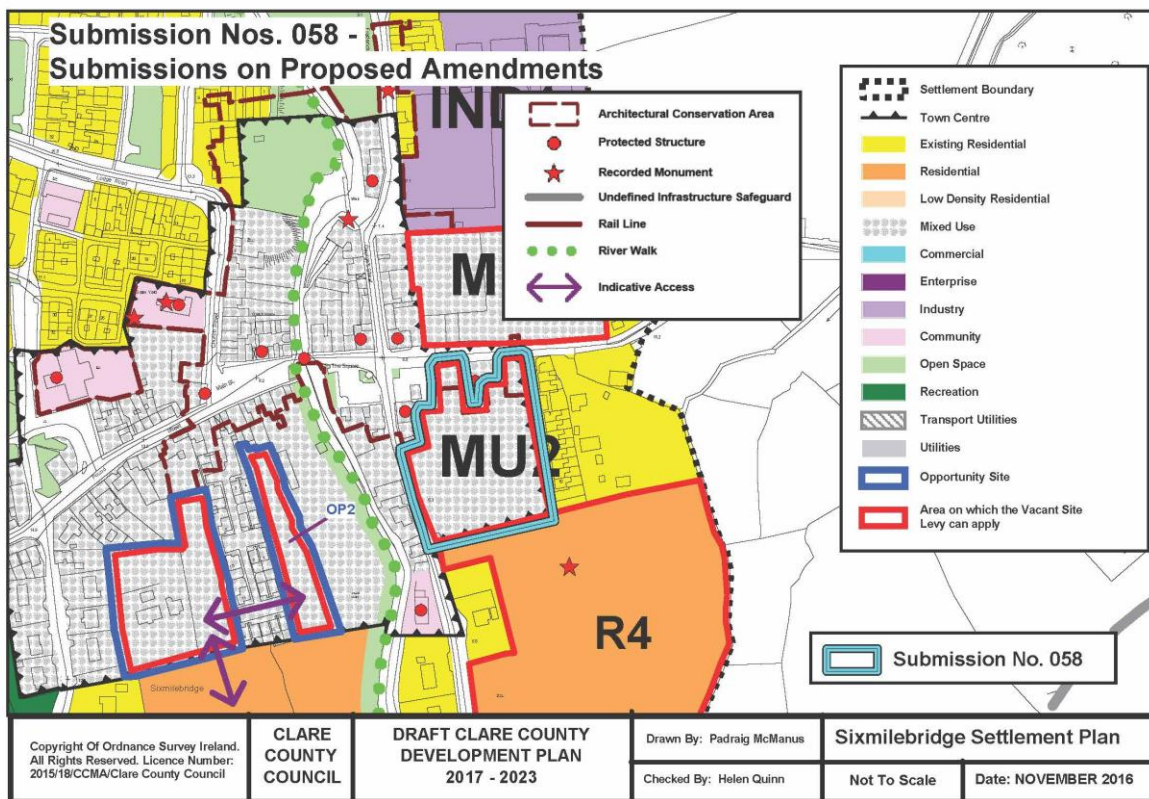 Submission Nos. 058 -
Submissions on Proposed Amendments
IND
M
MU2
OP2
R4
Sixmilebridge
Main St.
The Square
Architectural Conservation Area
Protected Structure
Recorded Monument
Undefined Infrastructure Safeguard
Rail Line
River Walk
Indicative Access
Settlement Boundary
Town Centre
Existing Residential
Residential
Low Density Residential
Mixed Use
Commercial
Enterprise
Industry
Community
Open Space
Recreation
Transport Utilities
Utilities
Opportunity Site
Area on which the Vacant Site
Levy can apply
Submission No. 058
Copyright Of Ordnance Survey Ireland.
All Rights Reserved. Licence Number:
2015/18/CCMA/Clare County Council
CLARE
COUNTY
COUNCIL
DRAFT CLARE COUNTY
DEVELOPMENT PLAN
2017 - 2023
Drawn By: Padraig McManus
Checked By: Helen Quinn
Sixmilebridge Settlement Plan
Not To Scale
Date: NOVEMBER 2016